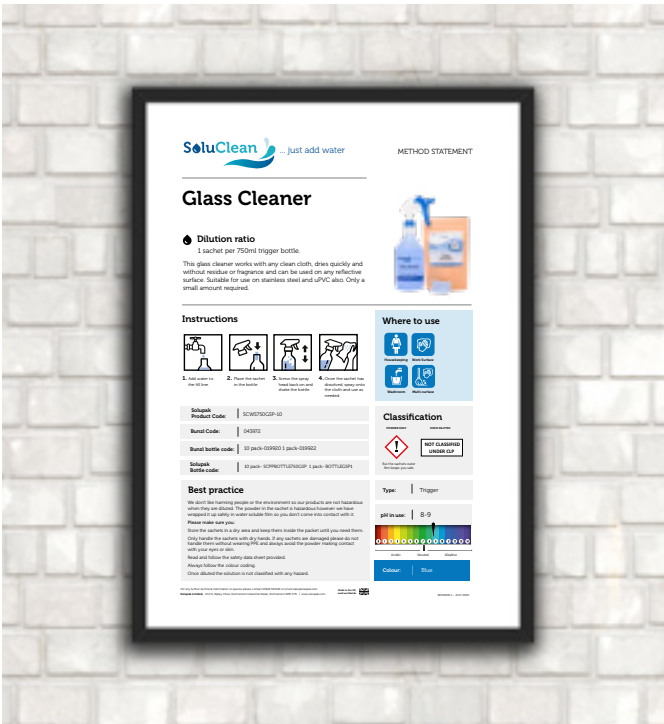 SoluClean
... just add water
METHOD STATEMENT
Glass Cleaner
Dilution ratio
1 sachet per 750ml trigger bottle.
This glass cleaner works with any clean cloth, dries quickly and
without residue or fragrance and can be used on any reflective
surface. Suitable for use on stainless steel and uPVC also. Only a
small amount required.
Instructions
1. Add water to
the fill line
2. Place the sachet
in the bottle
3. Screw the spray
head back on and
shake the bottle.
4. Once the sachet has
dissolved, spray onto
the cloth and use as
needed.
Where to use
Housekeeping
Work Surface
Washroom
Multi surface
Solupak
Product Code:
SCWS750GSP-10
Bunzl Code:
043972
Bunzl bottle code:
10 pack-019920 1 pack-019922
Solupak
Bottle code:
10 pack- SCPPBOTTLE750GSP 1 pack- BOTTLEGSP1
Classification
NOT CLASSIFIED
UNDER CLP
Type:
Trigger
pH in use:
8-9
Acidic
Neutral
Alkaline
Colour:
Blue
Best practice
We don't like harming people or the environment so our products are not hazardous
when they are diluted. The powder in the sachet is hazardous however we have
wrapped it up safely in water soluble film so you don't come into contact with it.
Please make sure you:
Store the sachets in a dry area and keep them inside the packet until you need them.
Only handle the sachets with dry hands. If any sachets are damaged please do not
handle them without wearing PPE and always avoid the powder making contact
with your eyes or skin.
Read and follow the safety data sheet provided.
Always follow the colour coding.
Once diluted the solution is not classified with any hazard.